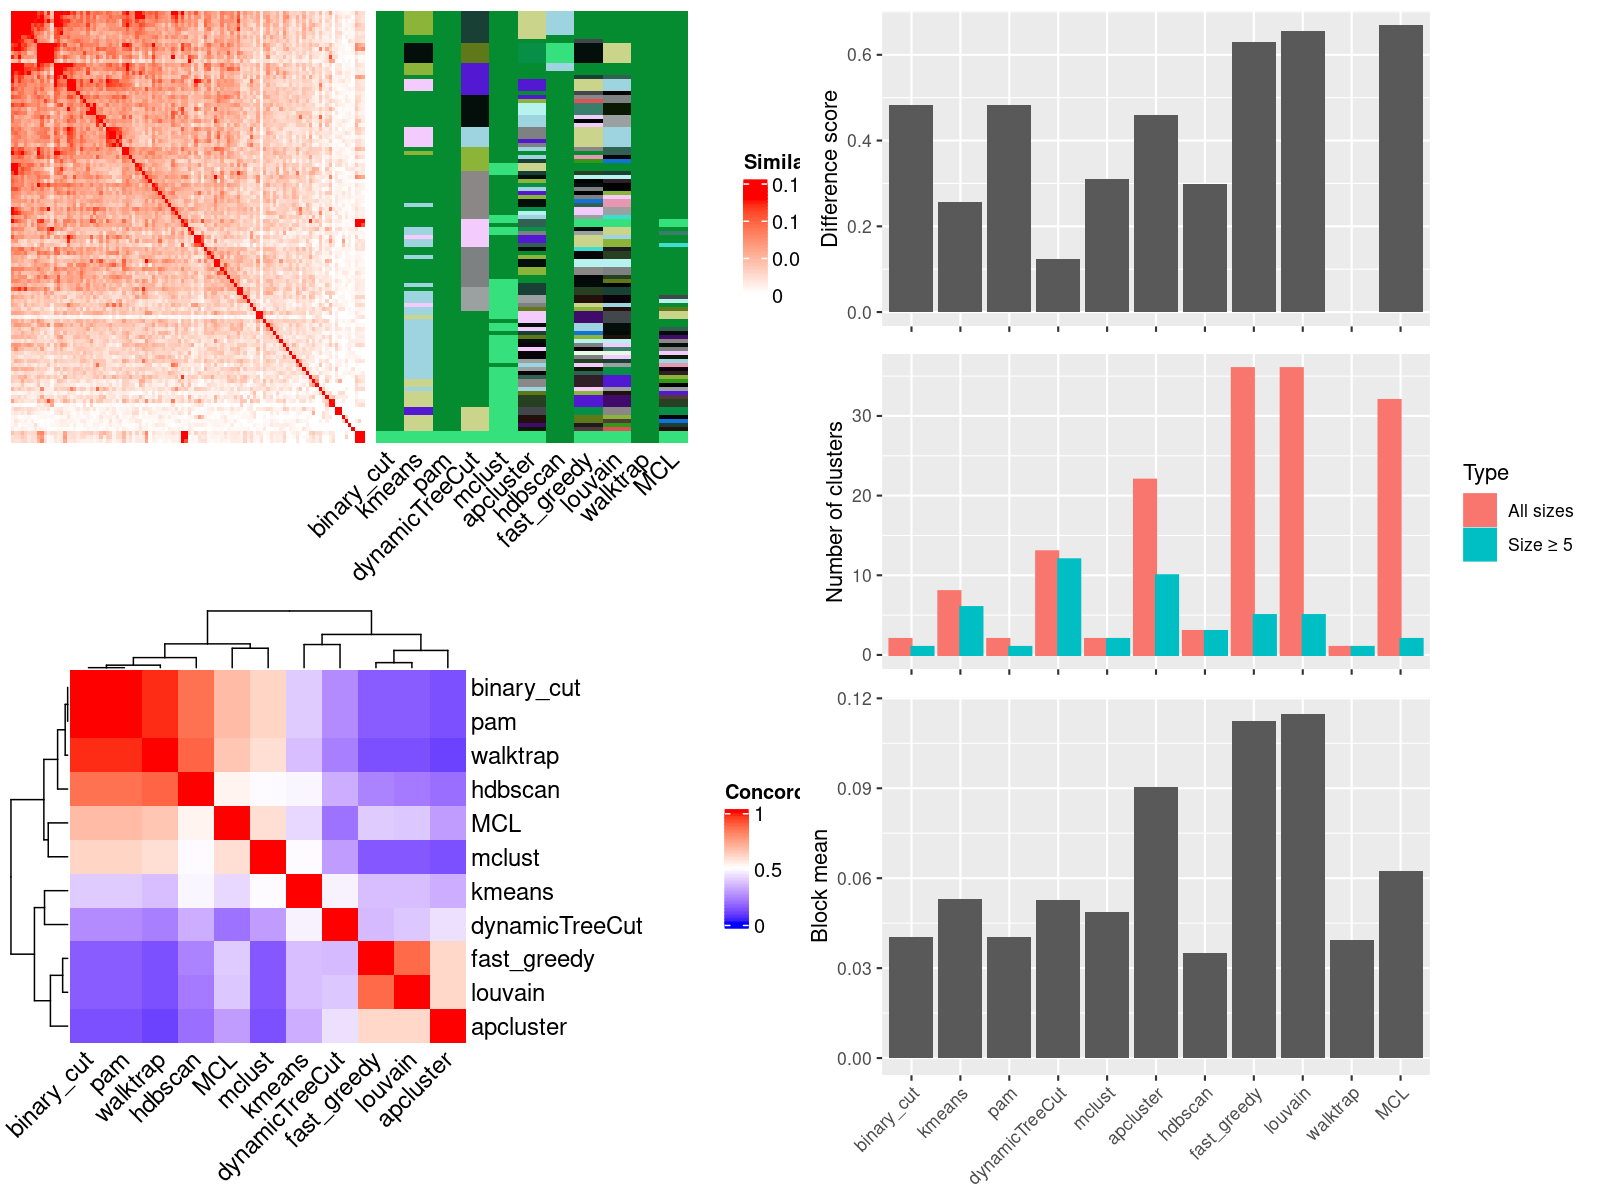 Simila
0.1
0.1
0.0
0
binary_cut
kmeans
pam
dynamicTreeCut
mclust
apcluster
hdbscan
fast_greedy
louvain
walktrap
MCL
binary_cut
pam
walktrap
hdbscan
MCL
mclust
kmeans
dynamicTreeCut
fast_greedy
louvain
apcluster
binary_cut
pam
walktrap
hdbscan
MCL
mclust
kmeans
dynamicTreeCut
fast_greedy
louvain
apcluster
Concord
1
0.5
0
Difference score
0.6
0.4
0.2
0.0
Number of clusters
30
20
10
0
Type
All sizes
Size ≥ 5
Block mean
0.12
0.09
0.06
0.03
0.00
binary_cut
kmeans
pam
dynamicTreeCut
mclust
apcluster
hdbscan
fast_greedy
louvain
walktrap
MCL